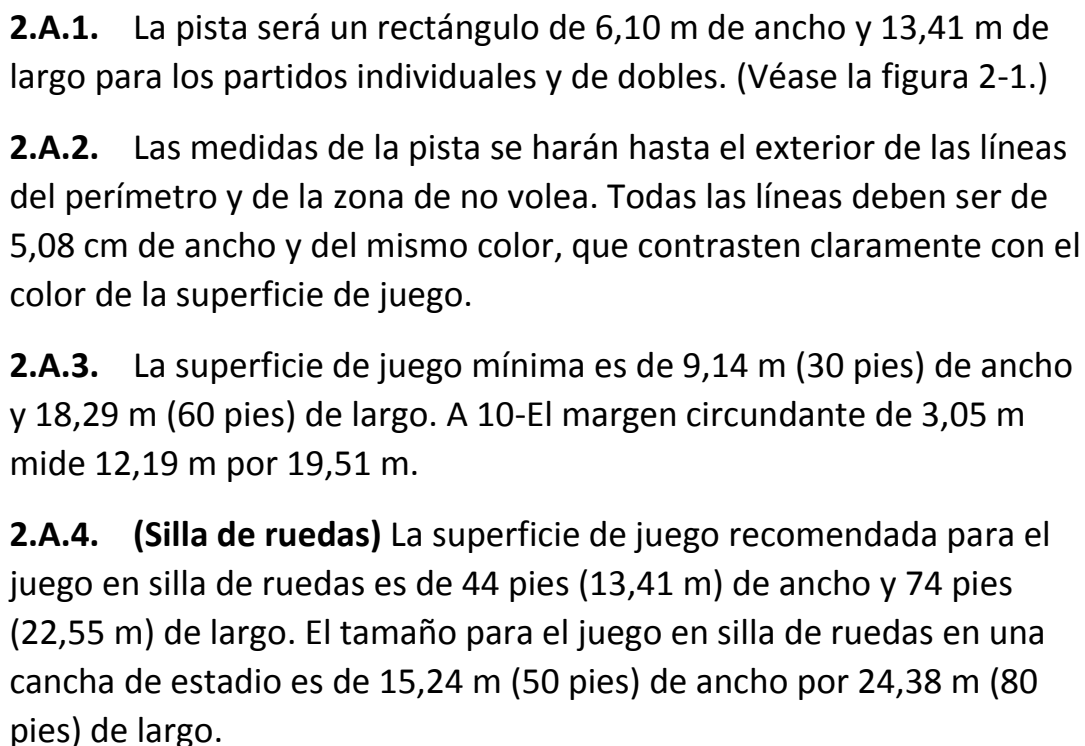 2.A.1. La pista será un rectángulo de 6,10 m de ancho y 13,41 m de
largo para los partidos individuales y de dobles. (Véase la figura 2-1.)
2.A.2. Las medidas de la pista se harán hasta el exterior de las líneas
del perímetro y de la zona de no volea. Todas las líneas deben ser de
5,08 cm de ancho y del mismo color, que contrasten claramente con el
color de la superficie de juego.
2.A.3. La superficie de juego mínima es de 9,14 m (30 pies) de ancho
y 18,29 m (60 pies) de largo. A 10-El margen circundante de 3,05 m
mide 12,19 m por 19,51 m.
2.A.4. (Silla de ruedas) La superficie de juego recomendada para el
juego en silla de ruedas es de 44 pies (13,41 m) de ancho y 74 pies
(22,55 m) de largo. El tamaño para el juego en silla de ruedas en una
cancha de estadio es de 15,24 m (50 pies) de ancho por 24,38 m (80
pies) de largo.